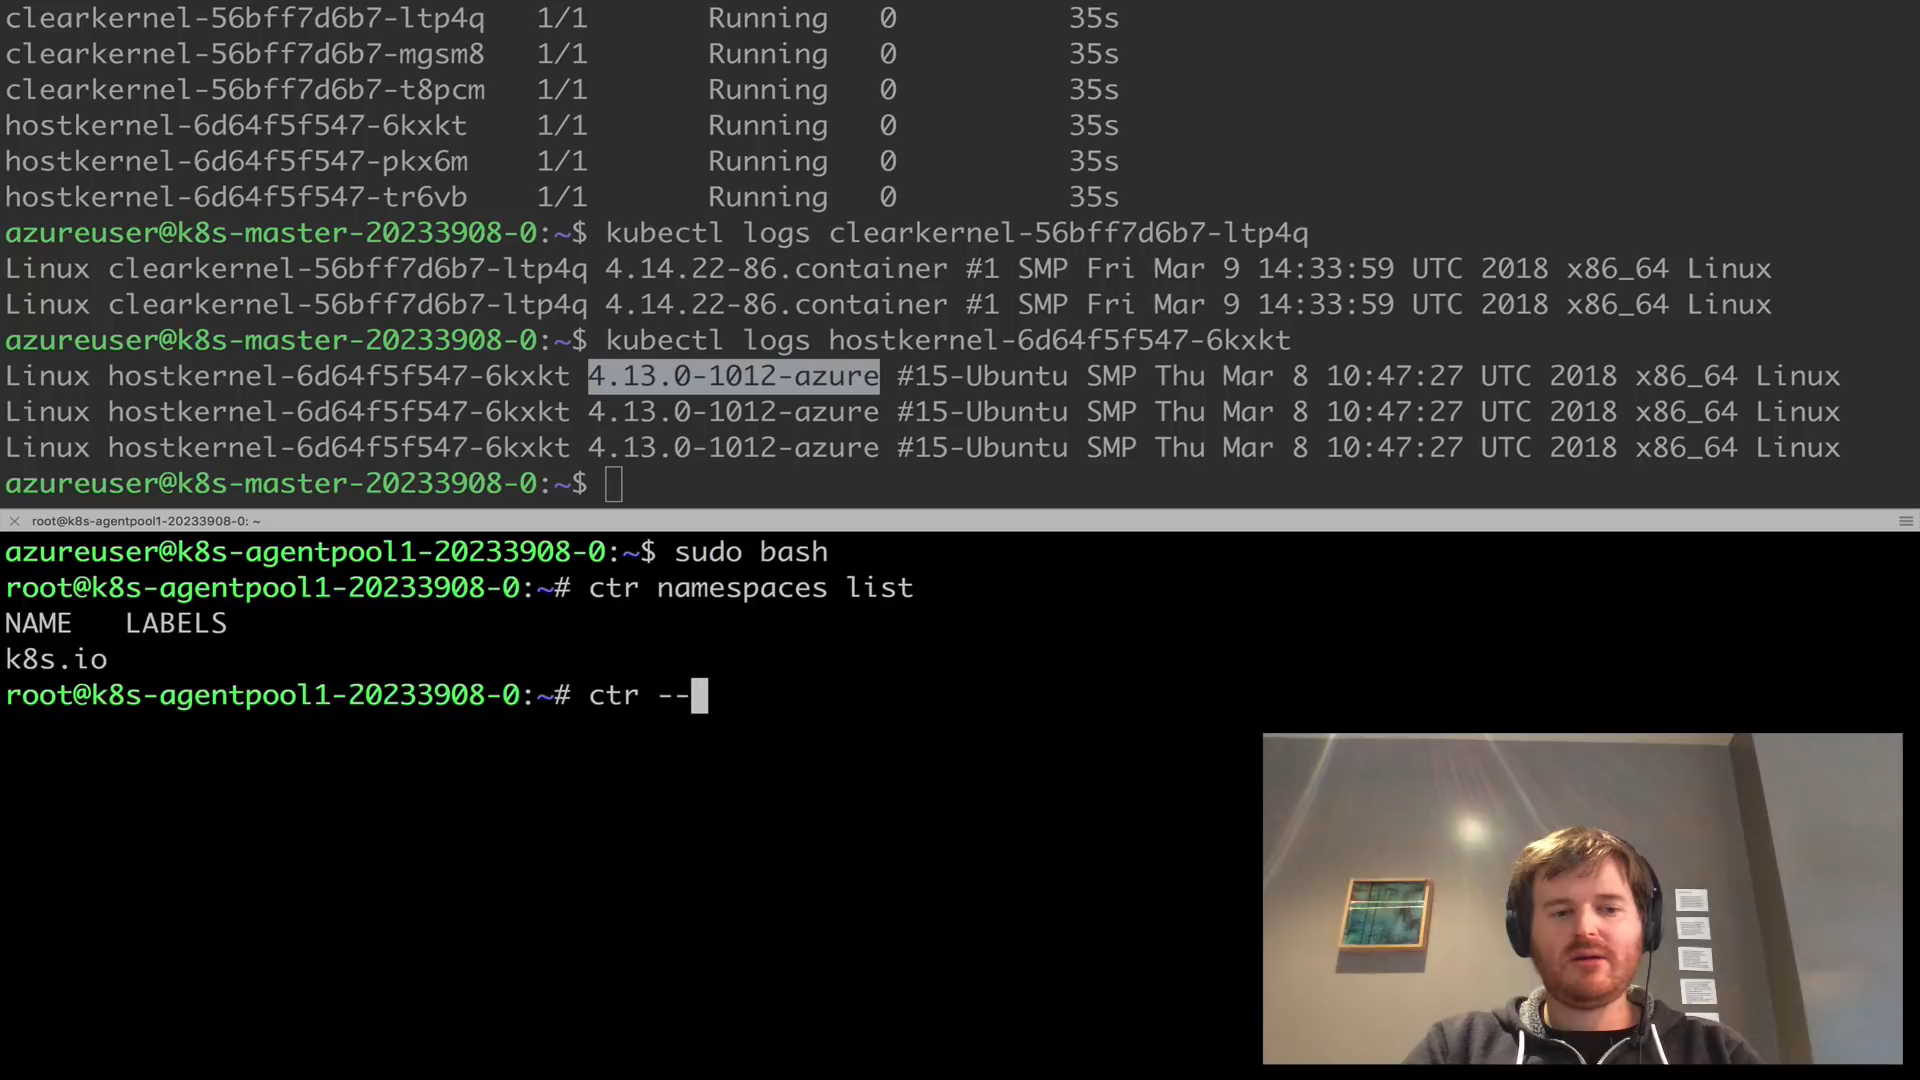 clearkernel-56bff7d6b7-ltp4q 1/1 Running 0 35s
clearkernel-56bff7d6b7-mgsm8 1/1 Running 0 35s
clearkernel-56bff7d6b7-t8pcm 1/1 Running 0 35s
hostkernel-6d64f5f547-6kxkt 1/1 Running 0 35s
hostkernel-6d64f5f547-pkx6m 1/1 Running 0 35s
hostkernel-6d64f5f547-tr6vb 1/1 Running 0 35s
azureuser@k8s-master-20233908-0:~$ kubectl logs clearkernel-56bff7d6b7-ltp4q
Linux clearkernel-56bff7d6b7-ltp4q 4.14.22-86.container #1 SMP Fri Mar 9 14:33:59 UTC 2018 x86_64 Linux
Linux clearkernel-56bff7d6b7-ltp4q 4.14.22-86.container #1 SMP Fri Mar 9 14:33:59 UTC 2018 x86_64 Linux
azureuser@k8s-master-20233908-0:~$ kubectl logs hostkernel-6d64f5f547-6kxkt
Linux hostkernel-6d64f5f547-6kxkt 4.13.0-1012-azure #15-Ubuntu SMP Thu Mar 8 10:47:27 UTC 2018 x86_64 Linux
Linux hostkernel-6d64f5f547-6kxkt 4.13.0-1012-azure #15-Ubuntu SMP Thu Mar 8 10:47:27 UTC 2018 x86_64 Linux
Linux hostkernel-6d64f5f547-6kxkt 4.13.0-1012-azure #15-Ubuntu SMP Thu Mar 8 10:47:27 UTC 2018 x86_64 Linux
azureuser@k8s-master-20233908-0:~$
root@k8s-agentpool1-20233908-0: ~
azureuser@k8s-agentpool1-20233908-0:~$ sudo bash
root@k8s-agentpool1-20233908-0:~# ctr namespaces list
NAME LABELS
k8s.io
root@k8s-agentpool1-20233908-0:~# ctr --